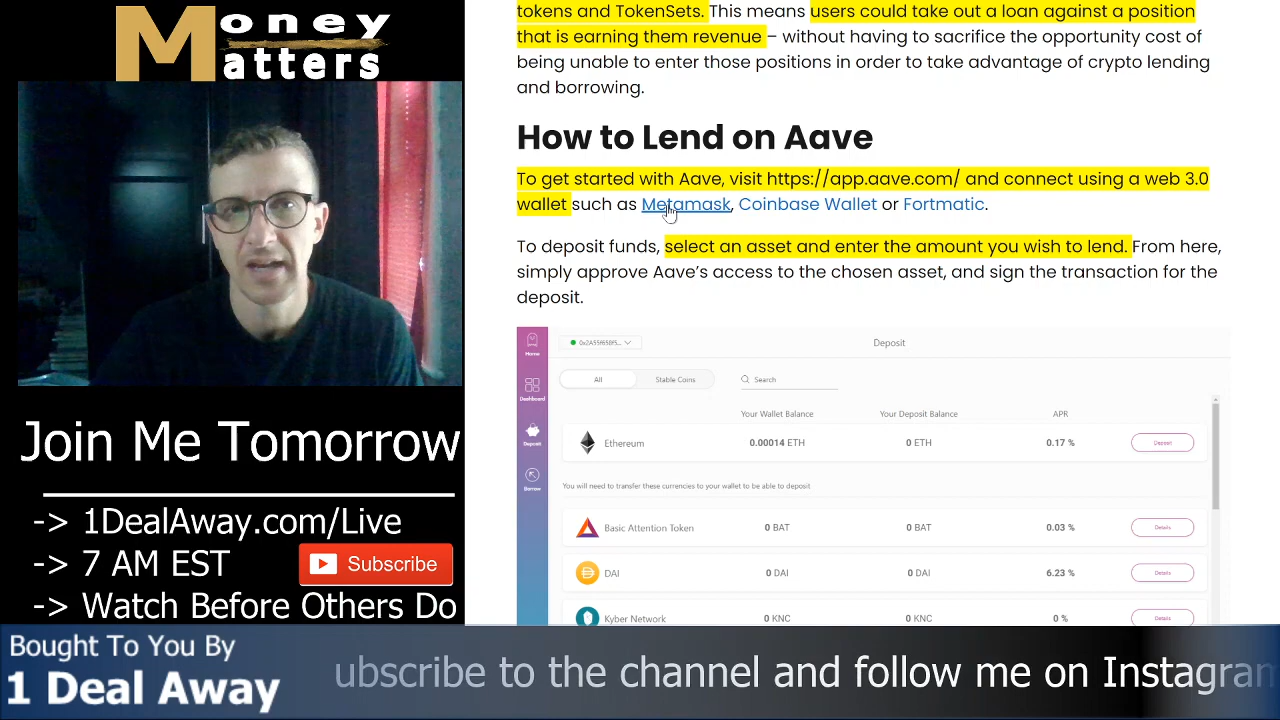 Money
Matters
Join Me Tomorrow
-> 1DealAway.com/Live
-> 7 AM EST
Subscribe
-> Watch Before Others Do
tokens and TokenSets. This means users could take out a loan against a position
that is earning them revenue – without having to sacrifice the opportunity cost of
being unable to enter those positions in order to take advantage of crypto lending
and borrowing.
How to Lend on Aave
To get started with Aave, visit https://app.aave.com/ and connect using a web 3.0
wallet such as Metamask, Coinbase Wallet or Fortmatic.
To deposit funds, select an asset and enter the amount you wish to lend. From here,
simply approve Aave’s access to the chosen asset, and sign the transaction for the
deposit.
Home
Dashboard
Deposit
Borrow
Deposit
All
Stable Coins
Search
Your Wallet Balance
Your Deposit Balance
APR
Ethereum
0.00014 ETH
0 ETH
0.17 %
Deposit
You will need to transfer these currencies to your wallet to be able to deposit
Basic Attention Token
0 BAT
0 BAT
0.03 %
Details
DAI
0 DAI
0 DAI
6.23 %
Details
Kyber Network
0 KNC
0 KNC
0 %
Details
Bought To You By
1 Deal Away
ubscribe to the channel and follow me on Instagram